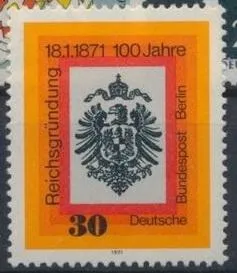 18.1.1871 100 Jahre
Reichsgründung
Deutsche
Bundespost Berlin
30
1971